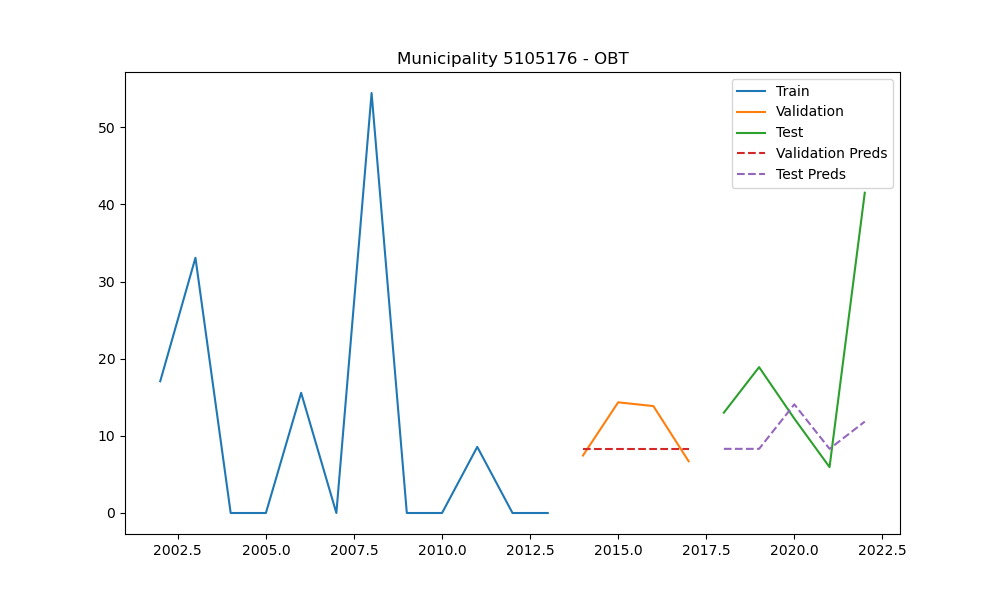 Municipality 5105176 - OBT
Train
Validation
Test
Validation Preds
Test Preds
50
40
30
20
10
0
2002.5 2005.0 2007.5 2010.0 2012.5 2015.0 2017.5 2020.0 2022.5